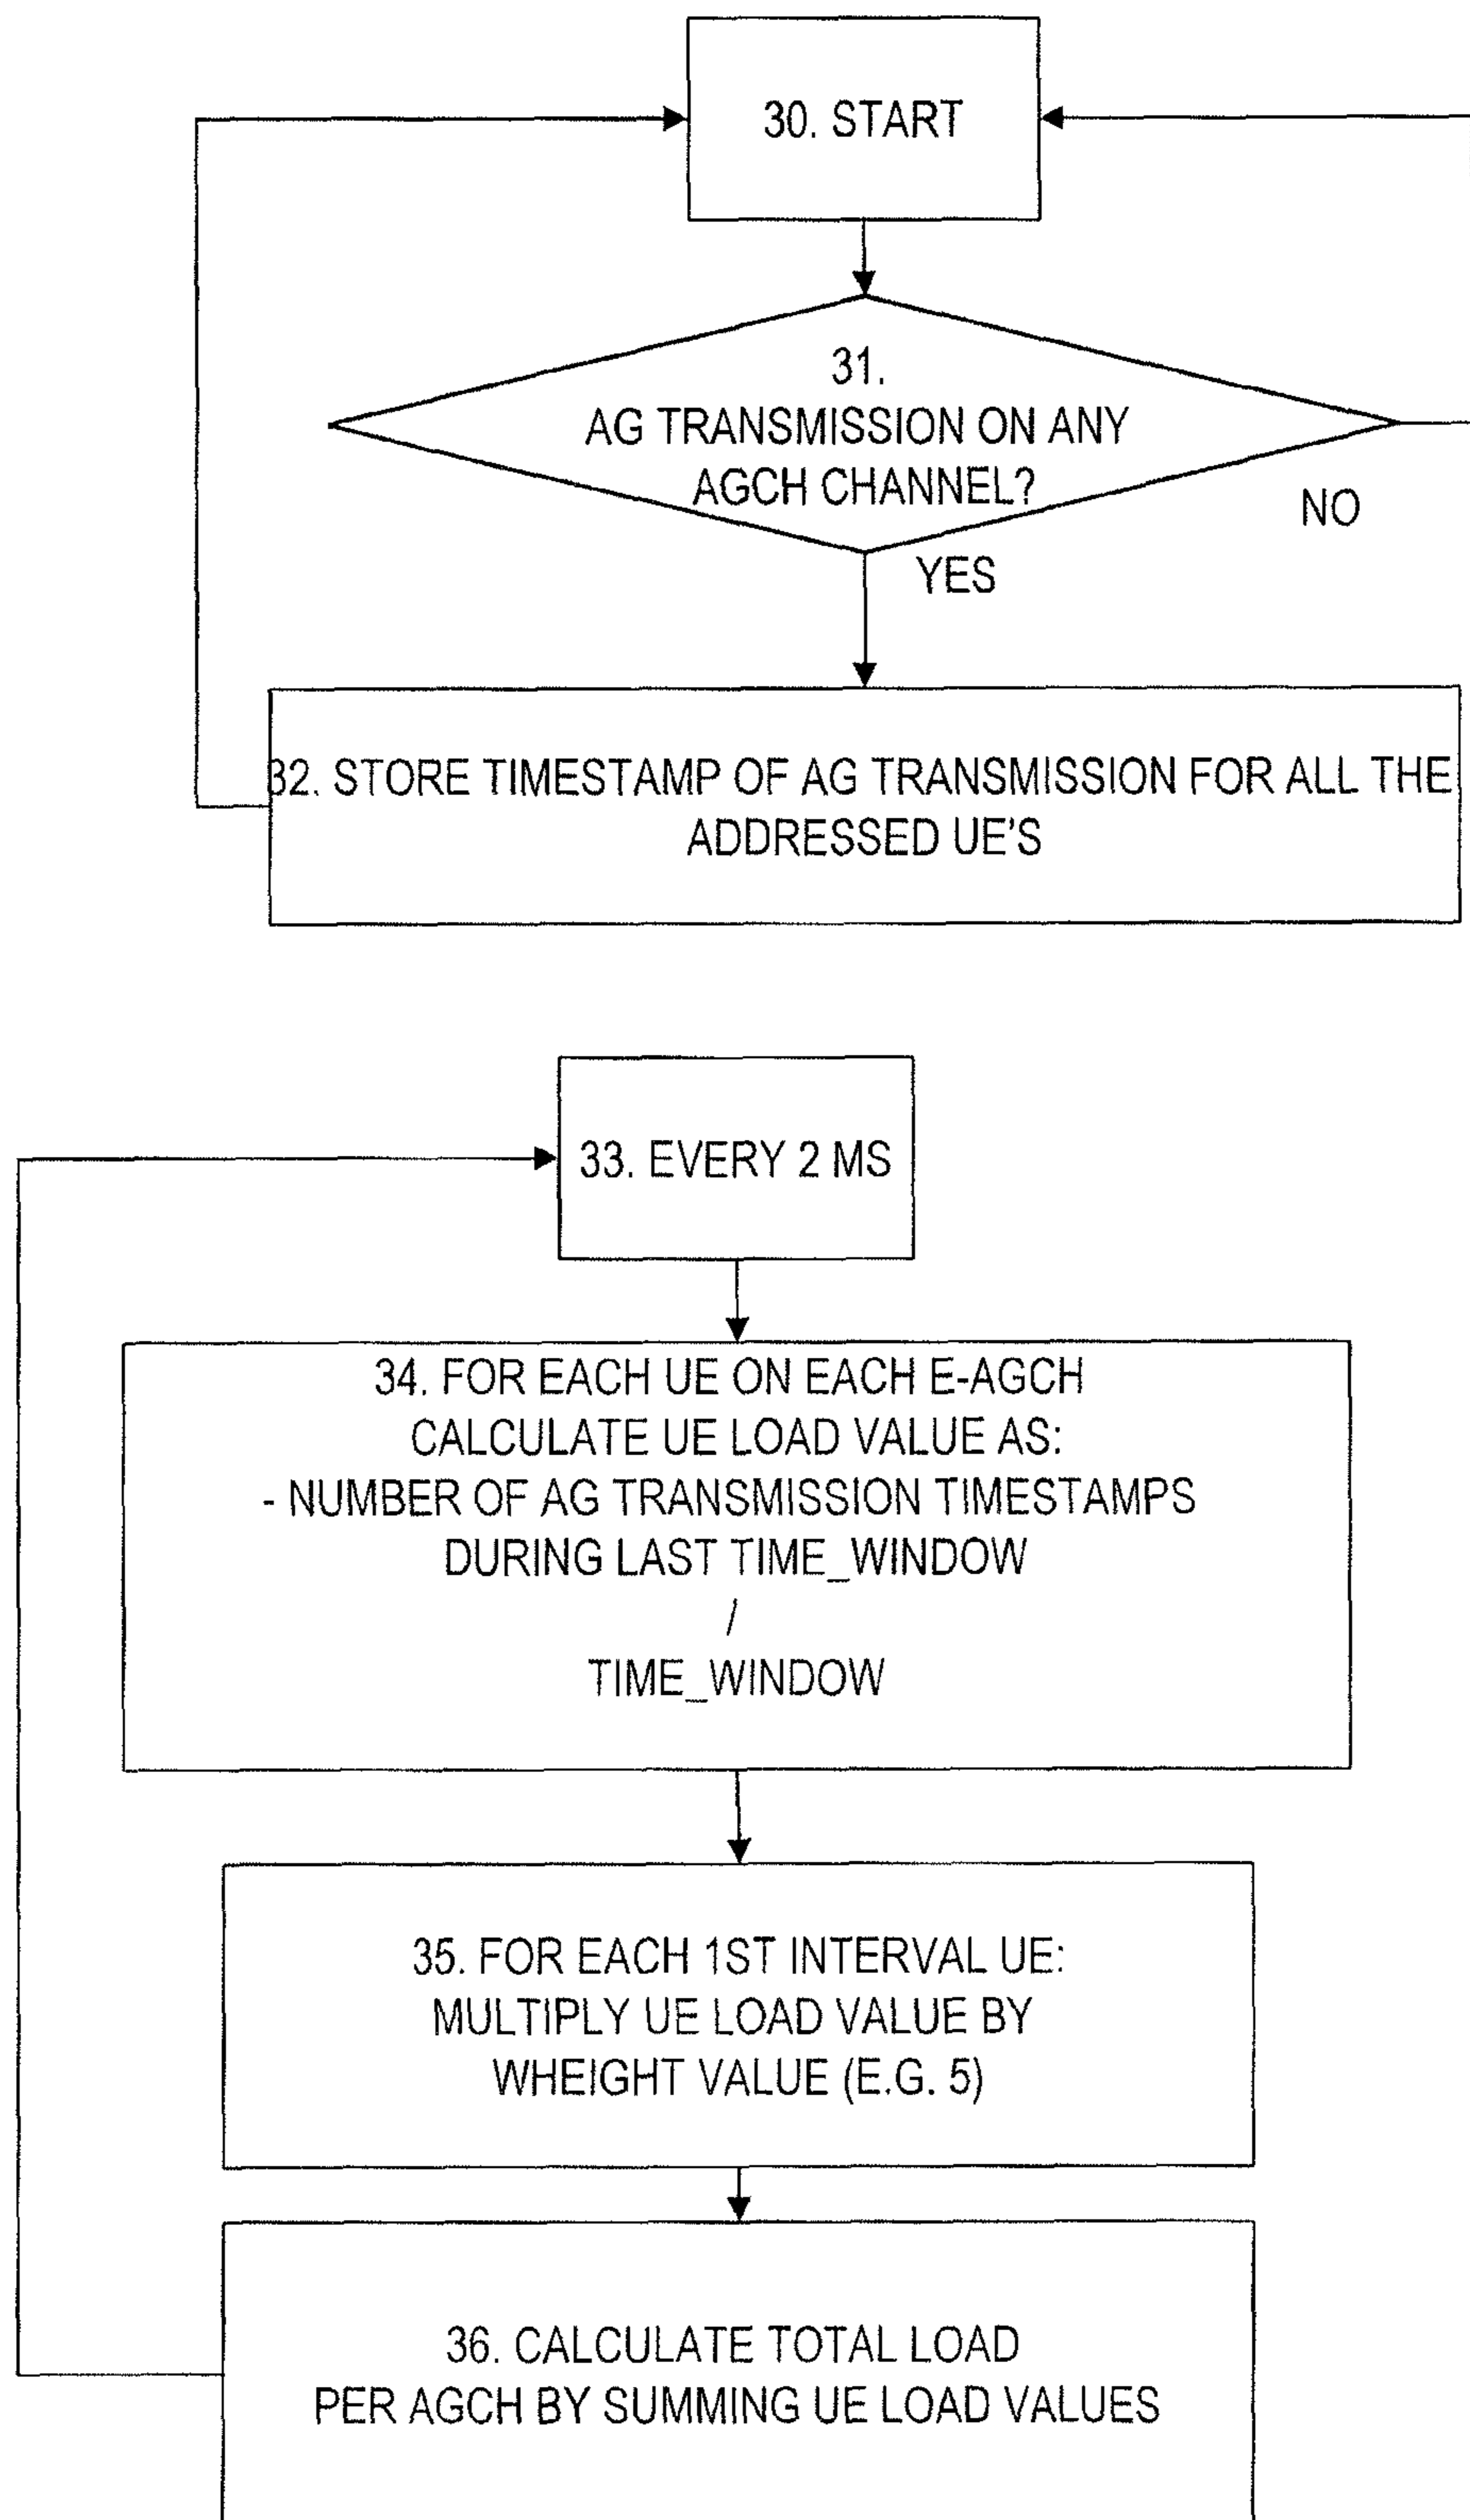 30. START
31.
AG TRANSMISSION ON ANY
AGCH CHANNEL?
NO
YES
32. STORE TIMESTAMP OF AG TRANSMISSION FOR ALL THE
ADDRESSED UE'S
33. EVERY 2 MS
34. FOR EACH UE ON EACH E-AGCH
CALCULATE UE LOAD VALUE AS:
- NUMBER OF AG TRANSMISSION TIMESTAMPS
DURING LAST TIME_WINDOW
/
TIME_WINDOW
35. FOR EACH 1ST INTERVAL UE:
MULTIPLY UE LOAD VALUE BY
WHEIGHT VALUE (E.G. 5)
36. CALCULATE TOTAL LOAD
PER AGCH BY SUMMING UE LOAD VALUES